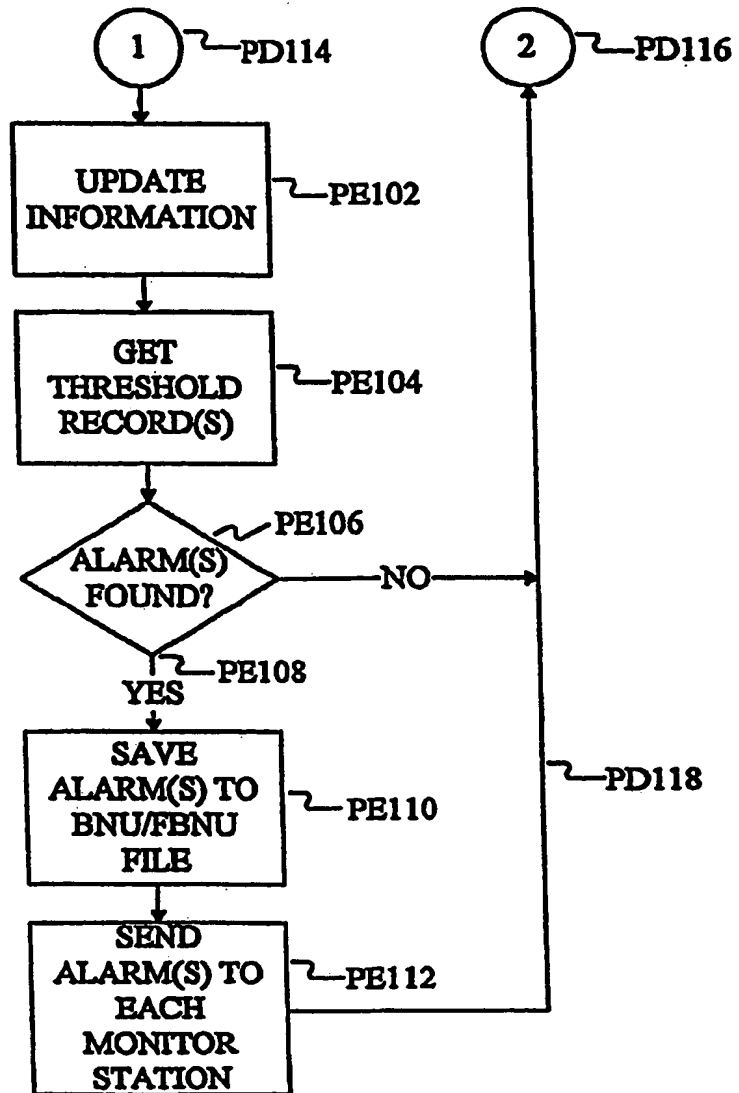 1
PD114
2
PD116
UPDATE
INFORMATION
PE102
GET
THRESHOLD
RECORD(S)
PE104
PE106
ALARM(S)
FOUND?
NO
PE108
YES
SAVE
ALARM(S) TO
BNU/FBNU
FILE
PE110
PD118
SEND
ALARM(S) TO
EACH
MONITOR
STATION
PE112